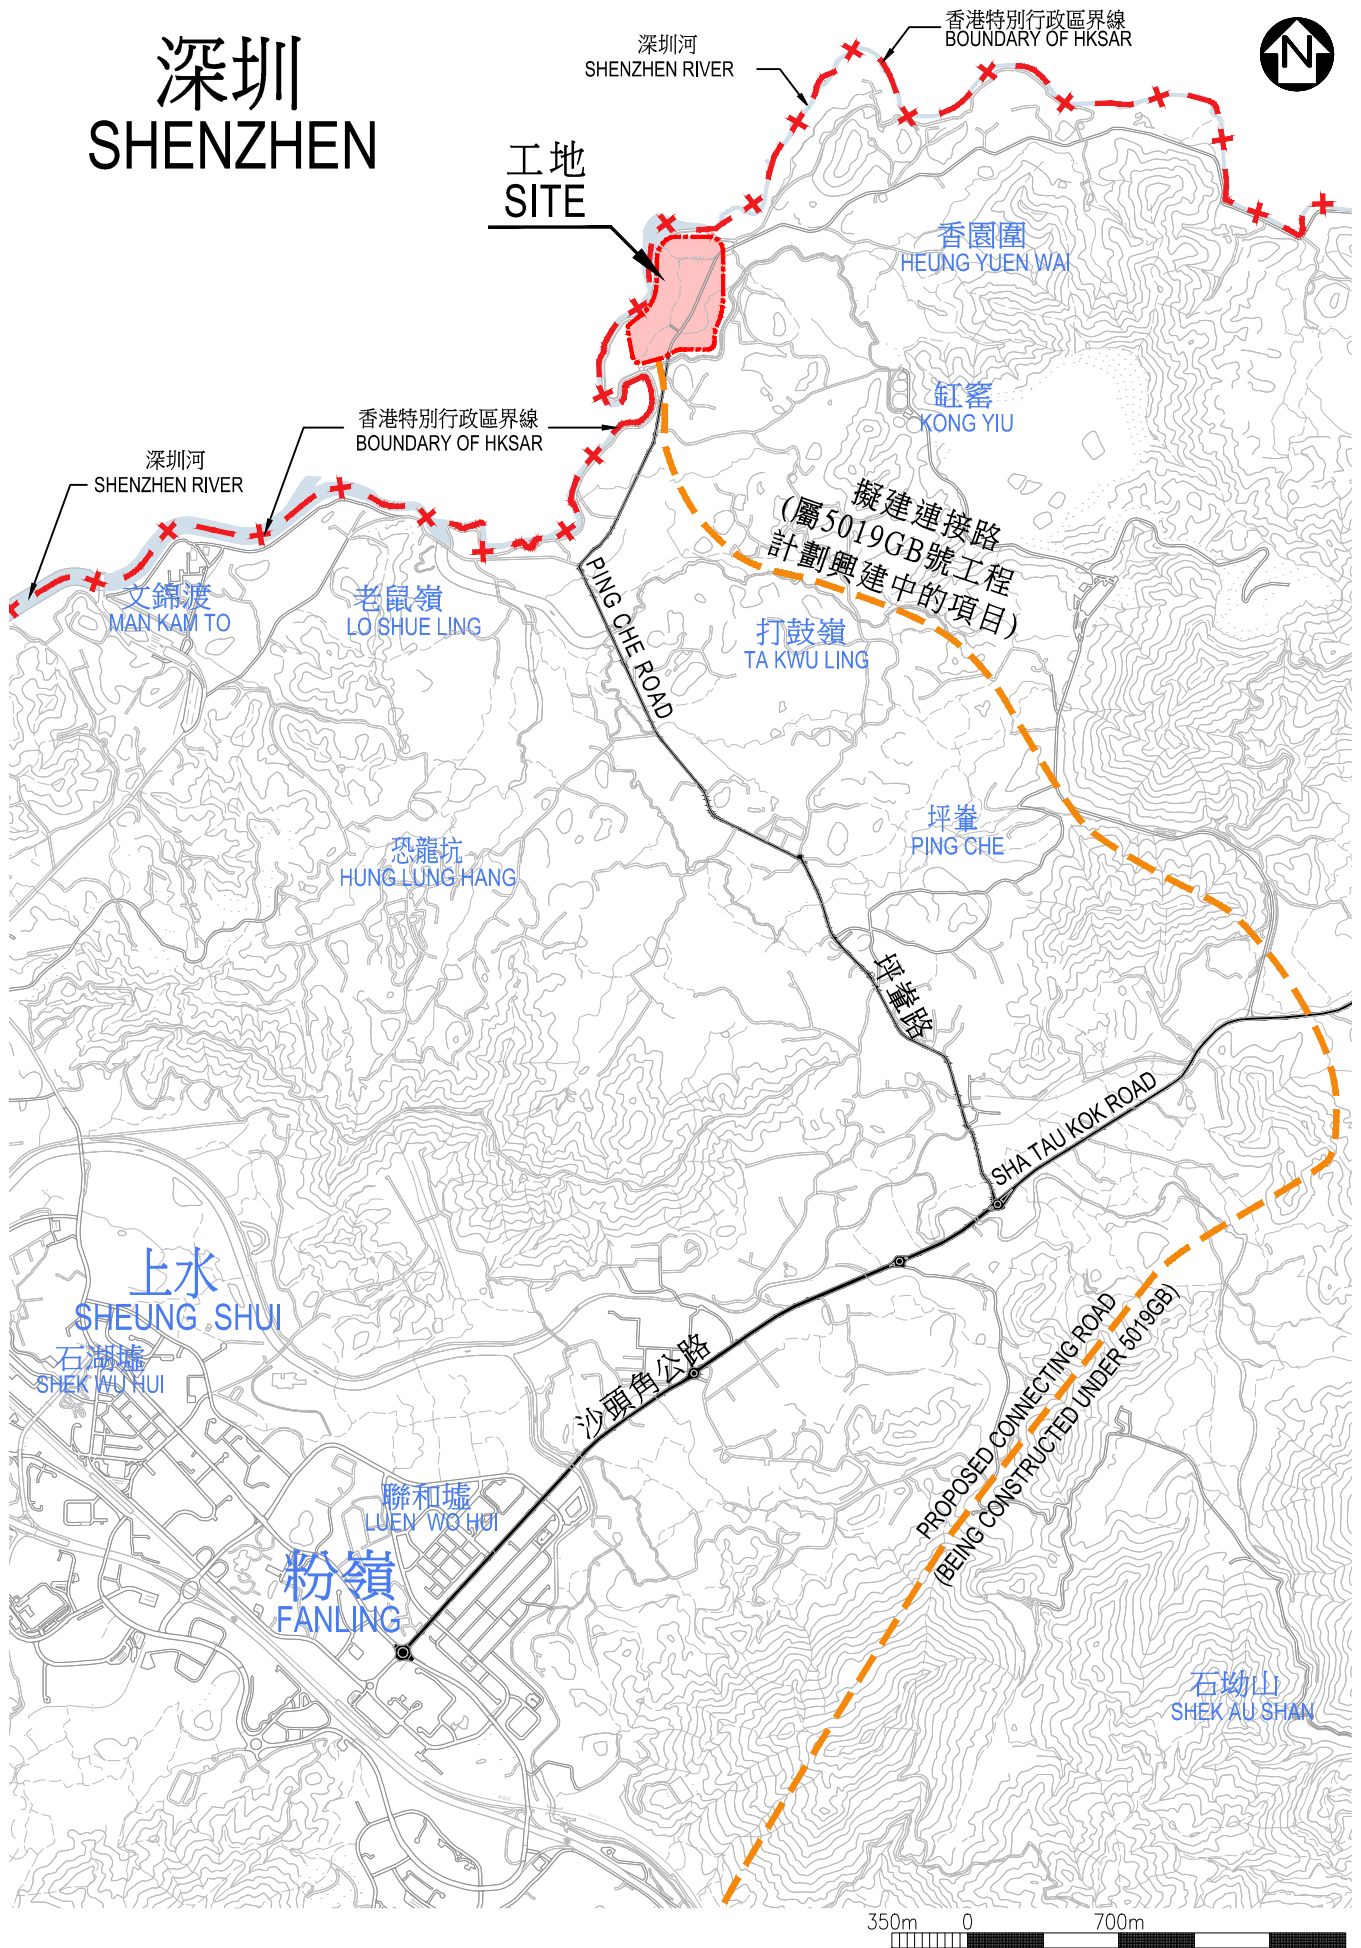 深圳
SHENZHEN
深圳河
SHENZHEN RIVER
香港特別行政區界線
BOUNDARY OF HKSAR
N
工地
SITE
香園圍
HEUNG YUEN WAI
缸窰
KONG YIU
香港特別行政區界線
BOUNDARY OF HKSAR
深圳河
SHENZHEN RIVER
擬建連接路
(屬5019GB號工程
計劃興建中的項目)
文錦渡
MAN KAM TO
老鼠嶺
LO SHUE LING
PING CHE ROAD
打鼓嶺
TA KWU LING
坪輋
PING CHE
恐龍坑
HUNG LUNG HANG
坪輋路
SHA TAU KOK ROAD
上水
SHEUNG SHUI
石湖墟
SHEK WU HUI
沙頭角公路
PROPOSED CONNECTING ROAD
(BEING CONSTRUCTED UNDER 5019GB)
聯和墟
LUEN WO HUI
粉嶺
FANLING
石坳山
SHEK AU SHAN
350m 0 700m